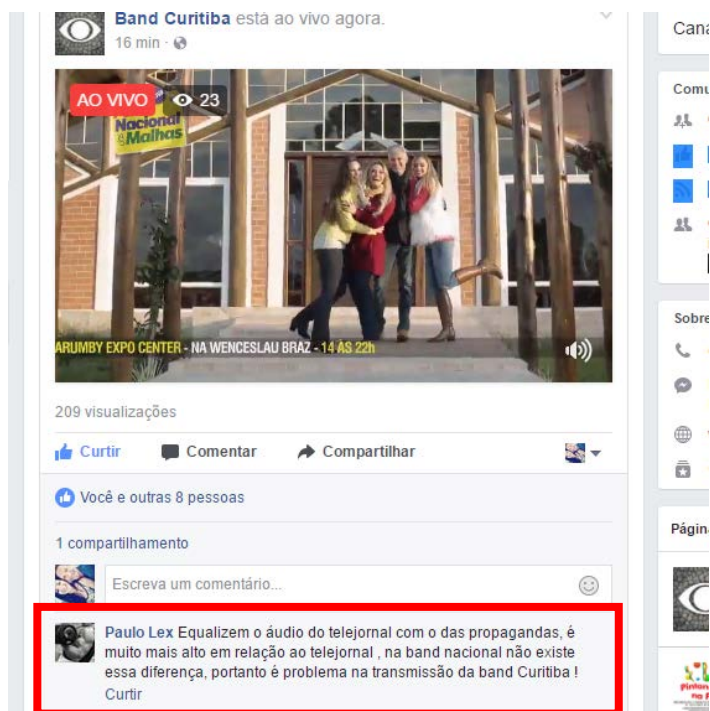 Band Curitiba está ao vivo agora.
16 min
Caná
AO VIVO 23
Nacional
& Malhas
ARUMBY EXPO CENTER - NA WENCESLAU BRAZ - 14 ÀS 22h
209 visualizações
Curtir Comentar Compartilhar
Você e outras 8 pessoas
1 compartilhamento
Escreva um comentário...
Paulo Lex Equalizem o áudio do telejornal com o das propagandas, é
muito mais alto em relação ao telejornal , na band nacional não existe
essa diferença, portanto é problema na transmissão da band Curitiba !
Curtir
Comu
Sobre
Págin